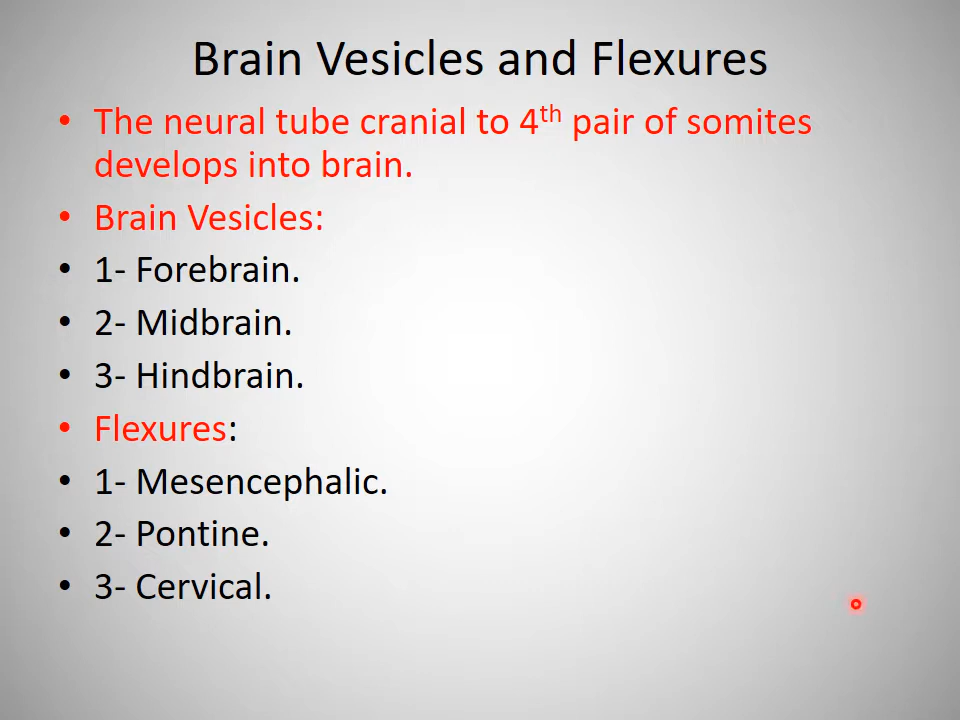 Brain Vesicles and Flexures
• The neural tube cranial to 4th pair of somites
develops into brain.
• Brain Vesicles:
• 1- Forebrain.
• 2- Midbrain.
• 3- Hindbrain.
• Flexures:
• 1- Mesencephalic.
• 2- Pontine.
• 3- Cervical.